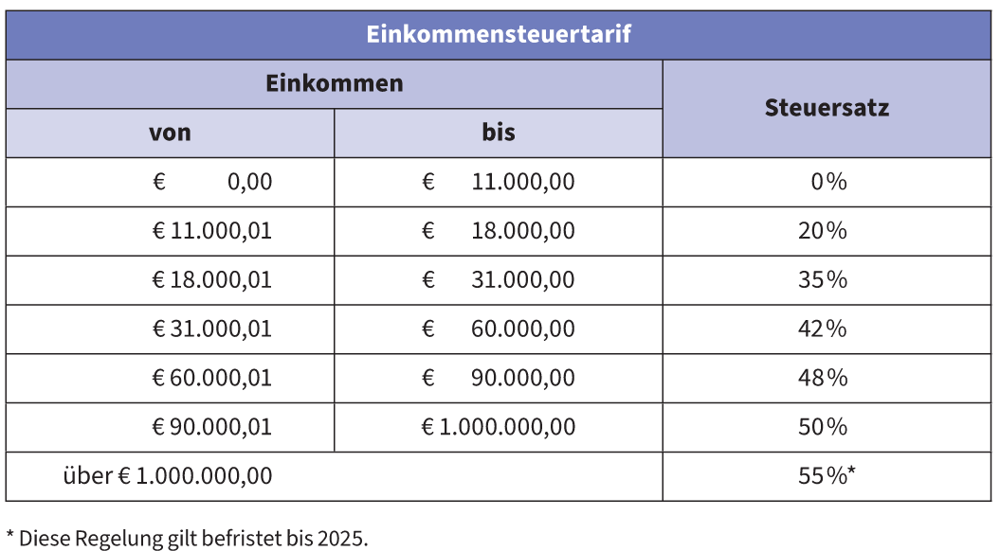 Einkommensteuertarif
Einkommen
Steuersatz
von bis
€ 0,00 € 11.000,00 0 %
€ 11.000,01 € 18.000,00 20 %
€ 18.000,01 € 31.000,00 35 %
€ 31.000,01 € 60.000,00 42 %
€ 60.000,01 € 90.000,00 48 %
€ 90.000,01 € 1.000.000,00 50 %
über € 1.000.000,00 55 %*
* Diese Regelung gilt befristet bis 2025.